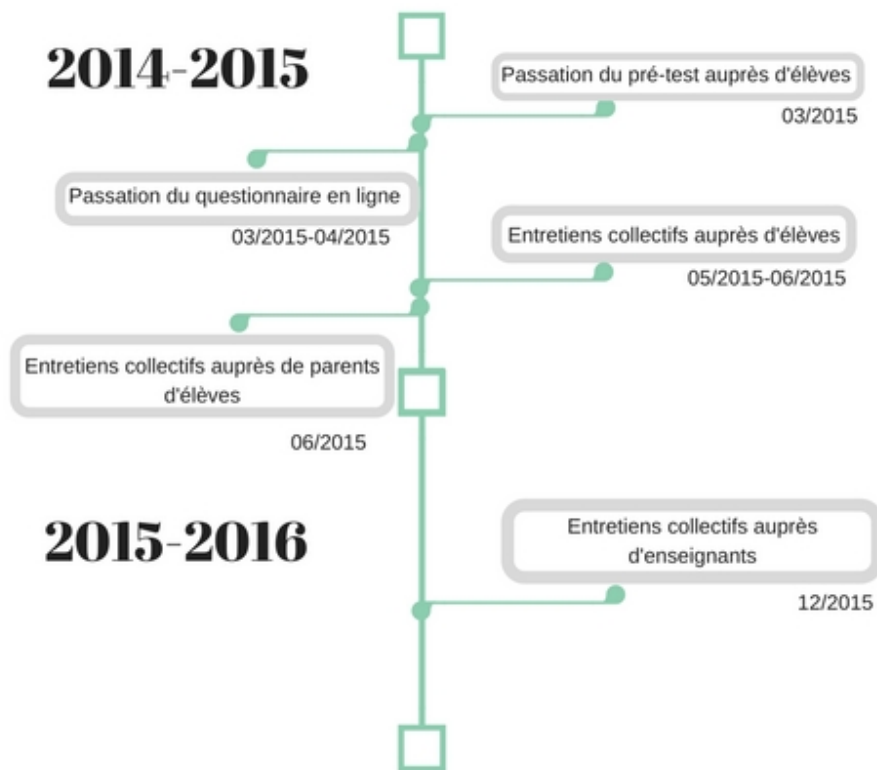 2014-2015
Passation du pré-test auprès d'élèves
03/2015
Passation du questionnaire en ligne
03/2015-04/2015
Entretiens collectifs auprès d'élèves
05/2015-06/2015
Entretiens collectifs auprès de parents
d'élèves
06/2015
2015-2016
Entretiens collectifs auprès
d'enseignants
12/2015